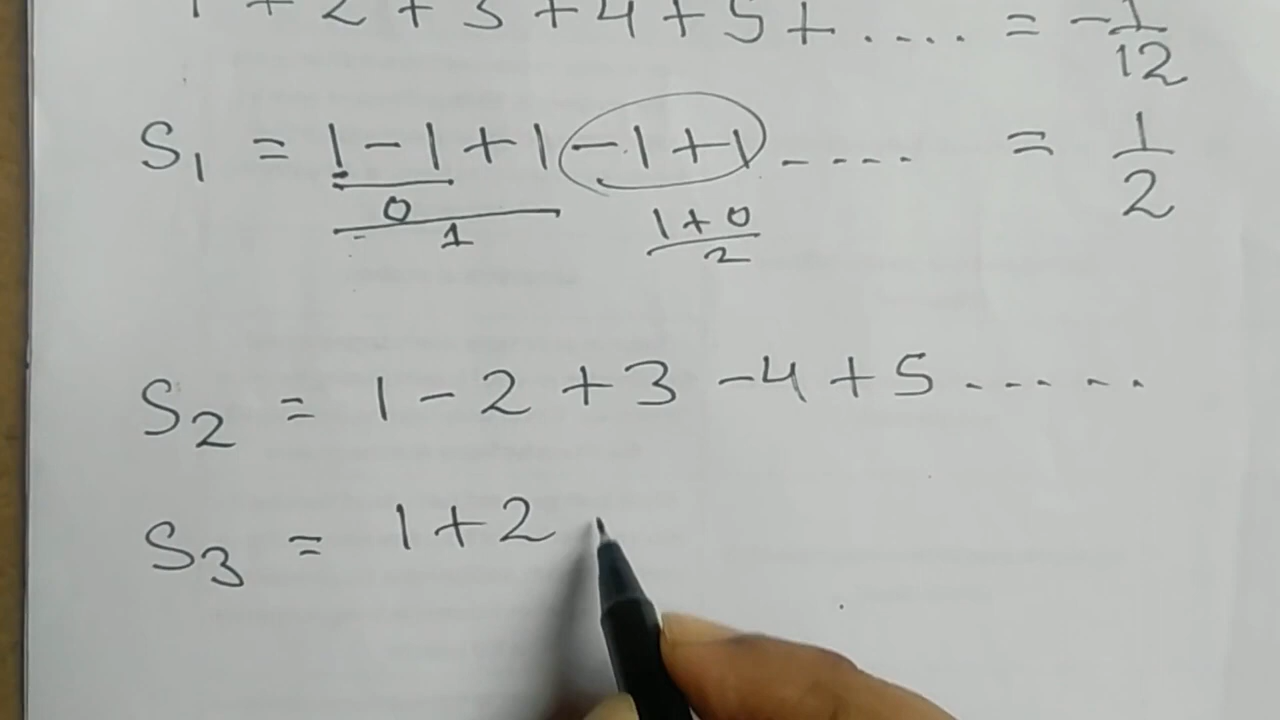 1 + 2 + 3 + 4 + 5 + .... = - 1/12
S₁ = 1 - 1 + 1 - 1 + 1 - - - - = 1/2
0
1
1 + 0
2
S₂ = 1 - 2 + 3 - 4 + 5 - - - - -
S₃ = 1 + 2